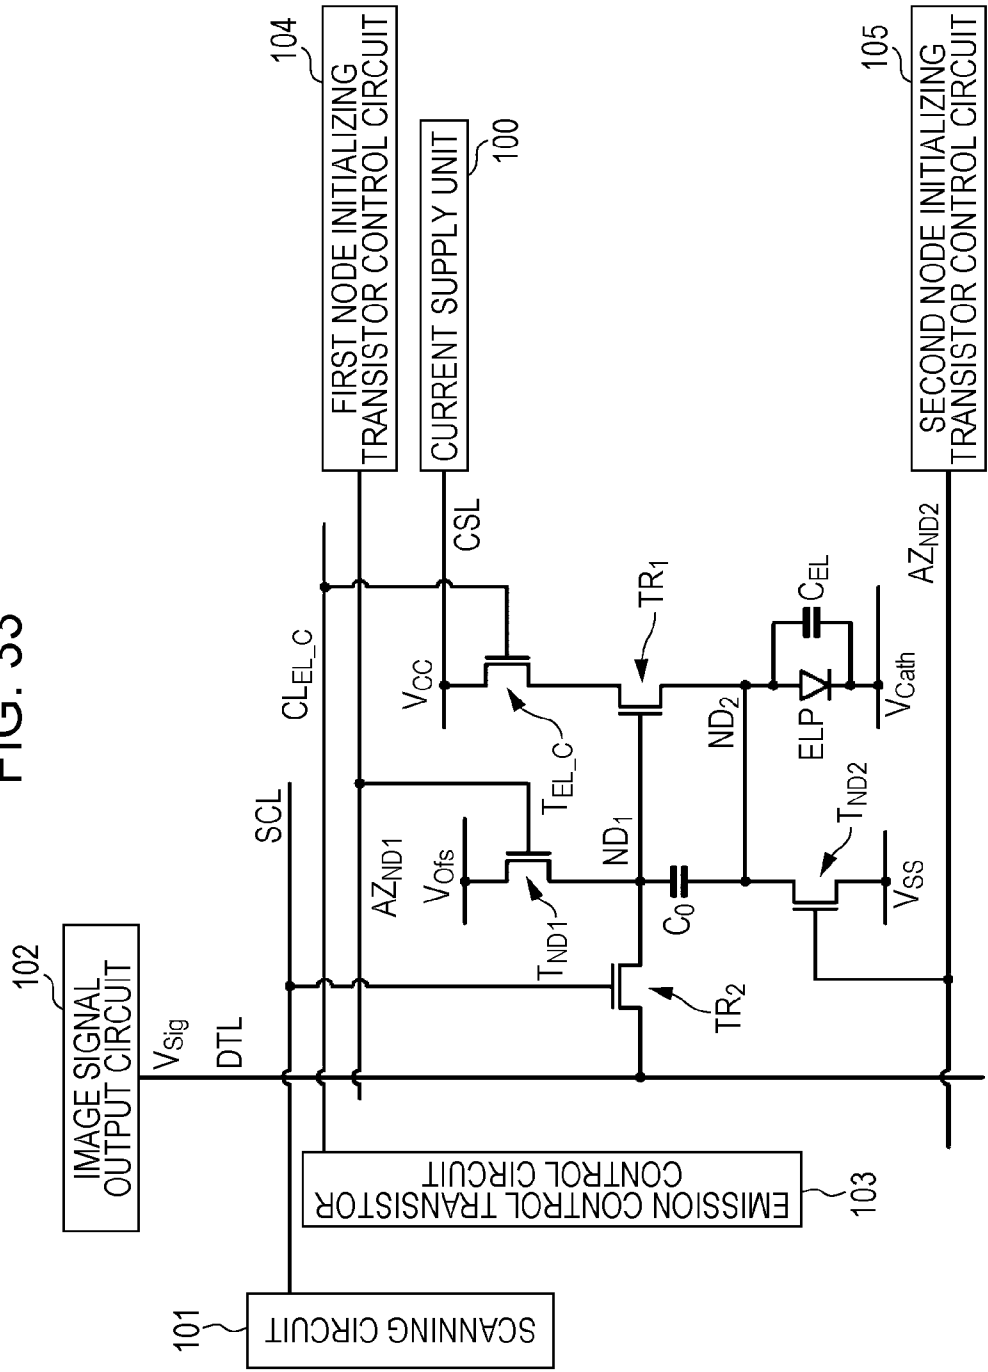 FIG. 33
104
FIRST NODE INITIALIZING
TRANSISTOR CONTROL CIRCUIT
CURRENT SUPPLY UNIT
100
105
SECOND NODE INITIALIZING
TRANSISTOR CONTROL CIRCUIT
CL_EL_C
CSL
AZ_ND2
SCL
V_CC
TR_1
C_EL
T_EL_C
ND_2
ELP
V_Cath
AZ_ND1
V_Ofs
ND_1
T_ND2
T_ND1
C_0
V_SS
TR_2
102
IMAGE SIGNAL
OUTPUT CIRCUIT
V_Sig
DTL
EMISSION CONTROL TRANSISTOR
CONTROL CIRCUIT
103
101
SCANNING CIRCUIT